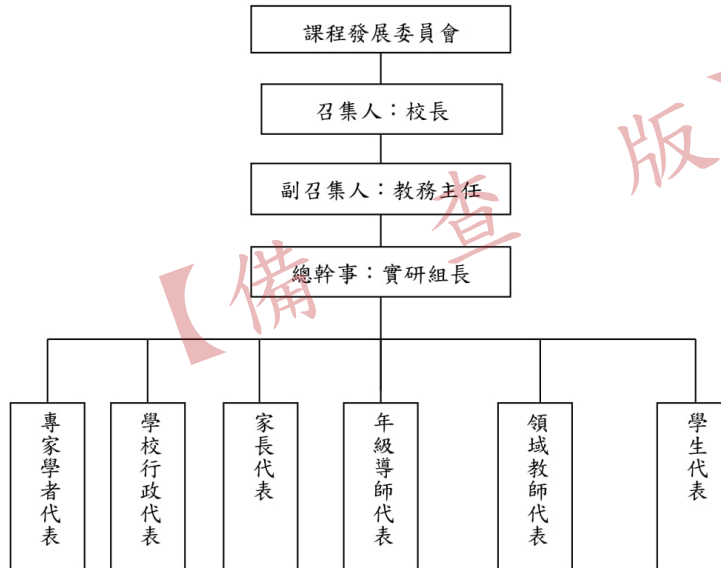 課程發展委員會
召集人：校長
副召集人：教務主任
總幹事：實研組長
專家學者代表
學校行政代表
家長代表
年級導師代表
領域教師代表
學生代表
【備查版】